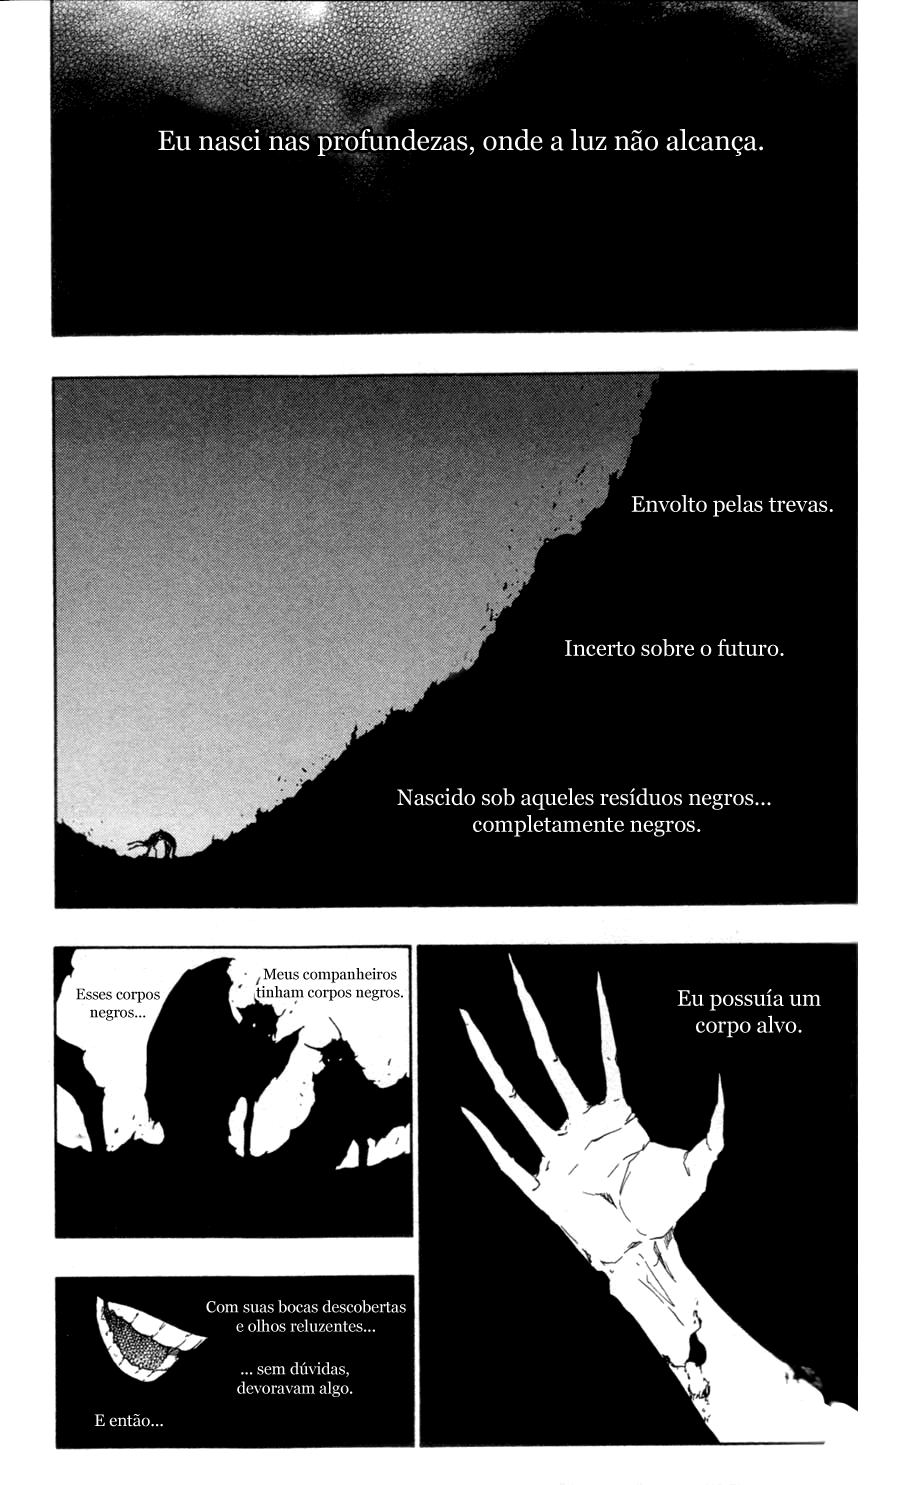 Eu nasci nas profundezas, onde a luz não alcança.
Envolto pelas trevas.
Incerto sobre o futuro.
Nascido sob aqueles resíduos negros...
completamente negros.
Eu possuía um
corpo alvo.
Meus companheiros
tinham corpos negros.
Esses corpos
negros...
Com suas bocas descobertas
e olhos reluzentes...
... sem dúvidas,
devoravam algo.
E então...